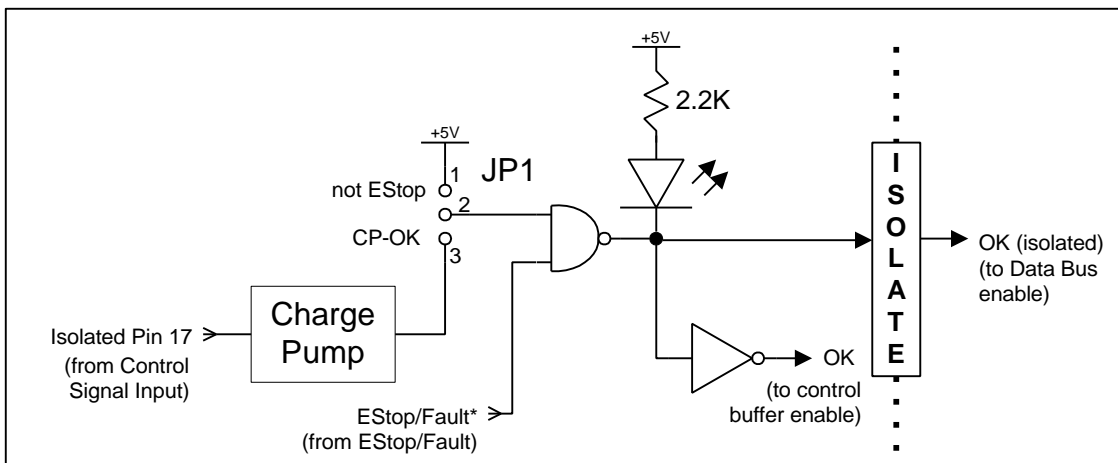 +5V
2.2K
+5V
JP1
1
not EStop
2
CP-OK
3
Isolated Pin 17
(from Control
Signal Input)
Charge
Pump
EStop/Fault*
(from EStop/Fault)
OK
(to control
buffer enable)
I
S
O
L
A
T
E
OK (isolated)
(to Data Bus
enable)